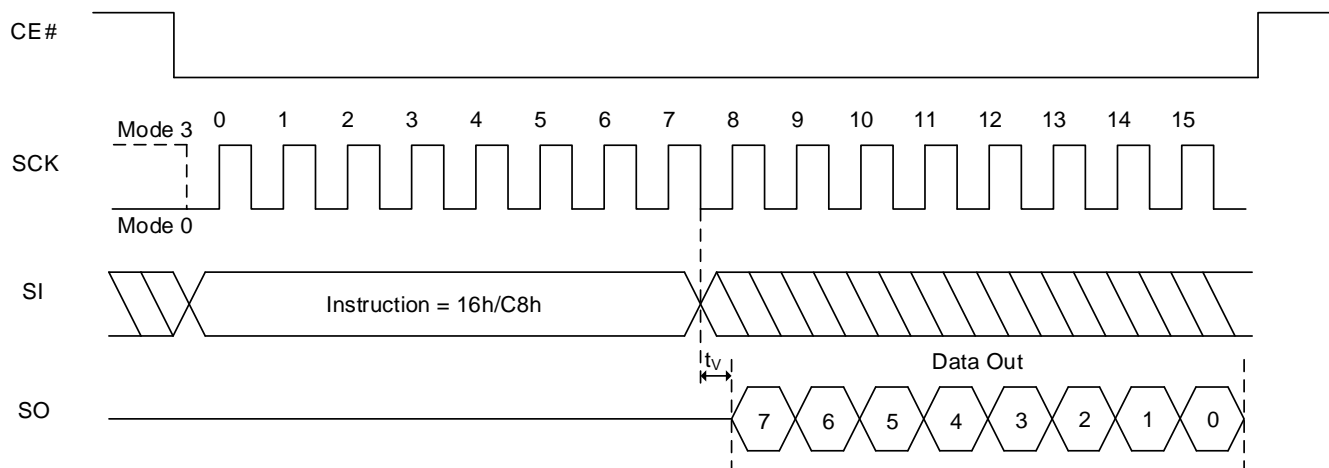 CE#
0 1 2 3 4 5 6 7 8 9 10 11 12 13 14 15
Mode 3
SCK
Mode 0
SI
Instruction = 16h/C8h
tV
Data Out
SO
7 6 5 4 3 2 1 0